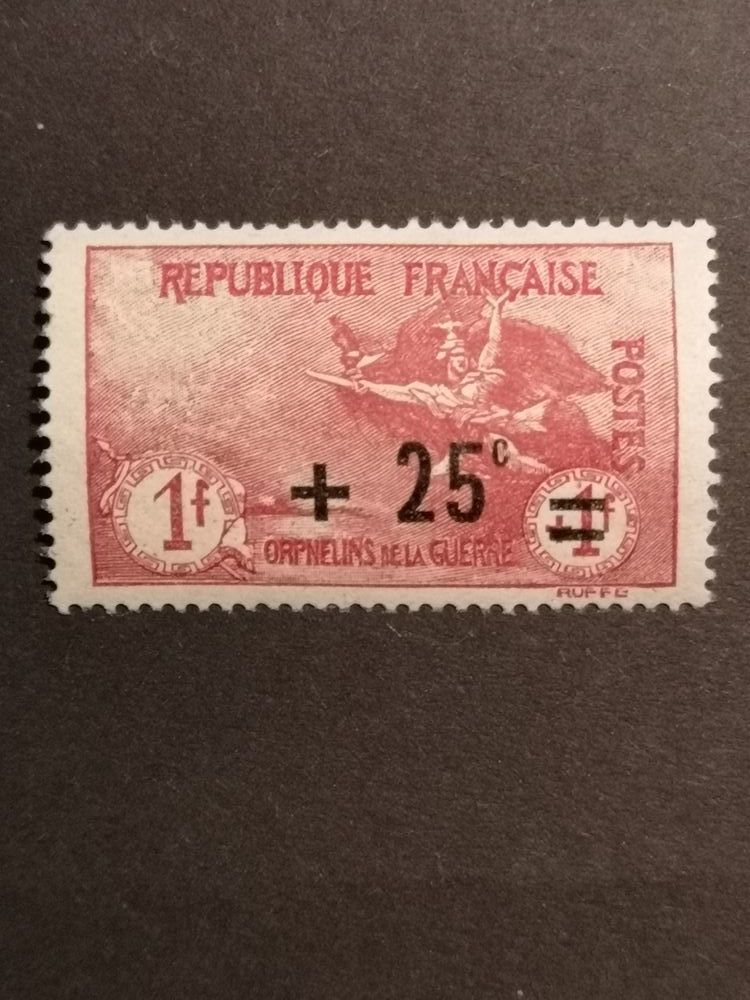 REPUBLIQUE FRANÇAISE
POSTES
+ 25c
1f
+1f
ORPHELINS DE LA GUERRE
RUFFE